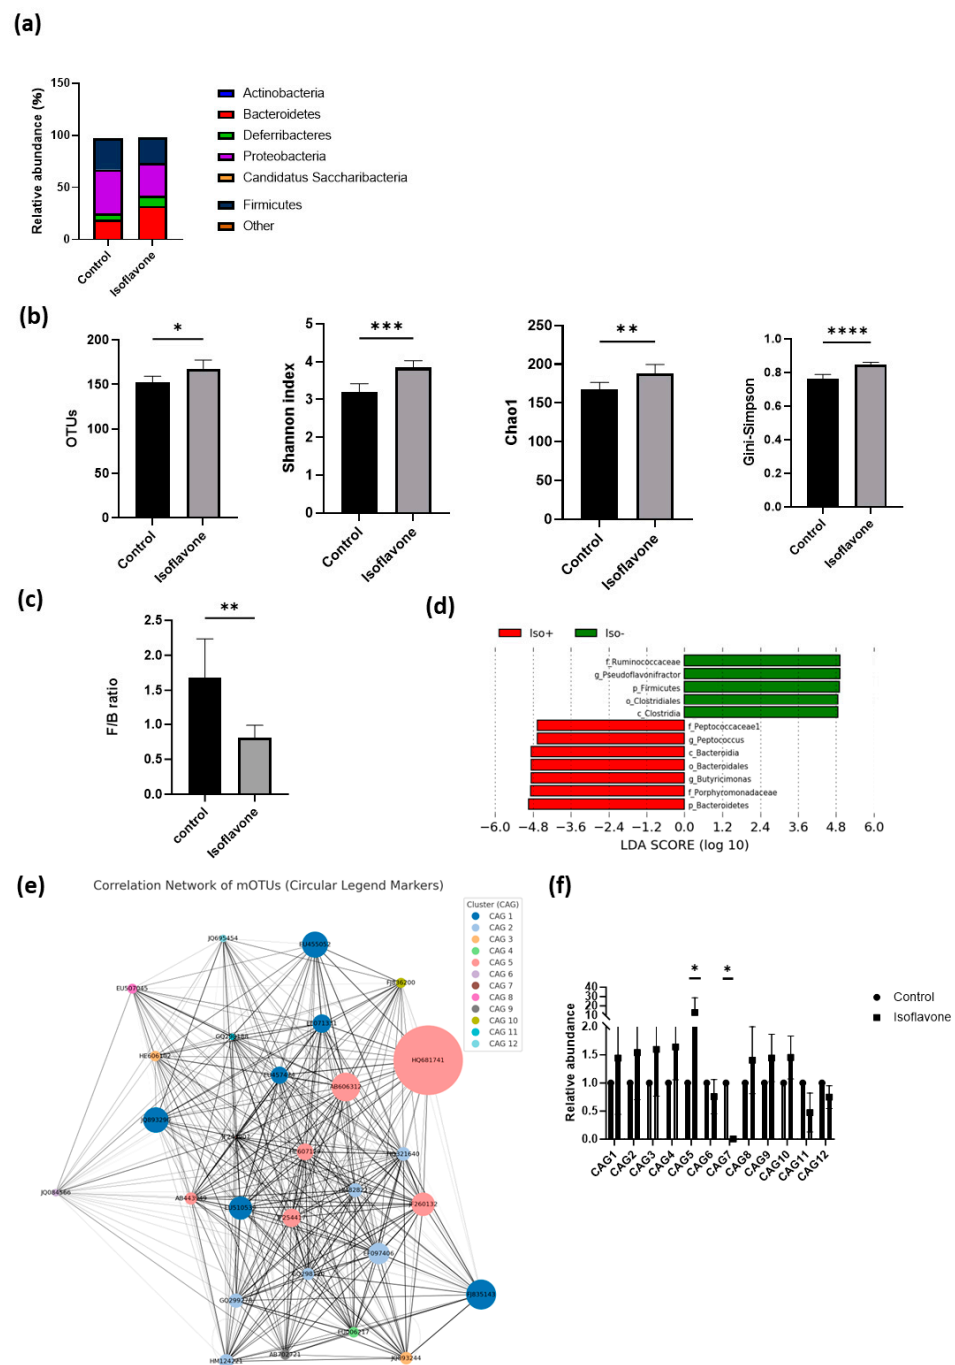 (a)
Relative abundance (%)
150
100
50
0
Control
Isoflavone
Actinobacteria
Bacteroidetes
Deferribacteres
Proteobacteria
Candidatus Saccharibacteria
Firmicutes
Other
(b)
OTUs
200
150
100
50
0
*
Control
Isoflavone
Shannon index
5
4
3
2
1
0
***
Control
Isoflavone
Chao1
250
200
150
100
50
0
**
Control
Isoflavone
Gini-Simpson
1.0
0.8
0.6
0.4
0.2
0.0
****
Control
Isoflavone
(c)
F/B ratio
2.5
2.0
1.5
1.0
0.5
0.0
**
control
Isoflavone
(d)
Iso+
Iso-
f_Ruminococcaceae
g_Pseudoflavonifractor
p_Firmicutes
o_Clostridiales
c_Clostridia
f_Peptococcaceae1
g_Peptococcus
c_Bacteroidia
o_Bacteroidales
g_Butyricimonas
f_Porphyromonadaceae
p_Bacteroidetes
−6.0 −4.8 −3.6 −2.4 −1.2 0.0 1.2 2.4 3.6 4.8 6.0
LDA SCORE (log 10)
(e)
Correlation Network of mOTUs (Circular Legend Markers)
Cluster (CAG)
CAG 1
CAG 2
CAG 3
CAG 4
CAG 5
CAG 6
CAG 7
CAG 8
CAG 9
CAG 10
CAG 11
CAG 12
JQ695454
EU455052
EU507045
HQ681741
AB606312
JQ084566
EF097406
HM124271
(f)
Relative abundance
40
30
20
10
2.0
1.5
1.0
0.5
0.0
*
*
CAG1
CAG2
CAG3
CAG4
CAG5
CAG6
CAG7
CAG8
CAG9
CAG10
CAG11
CAG12
Control
Isoflavone